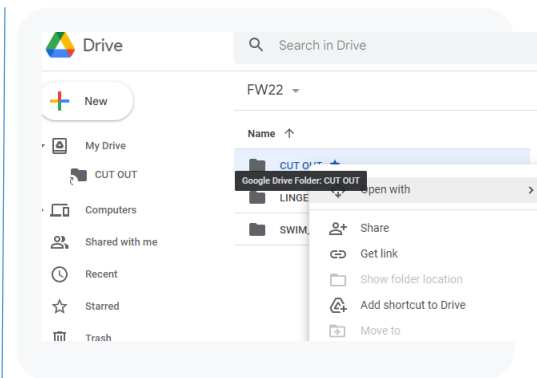 Drive
Search in Drive
New
FW22
Name
My Drive
CUT OUT
CUT OUT
Google Drive Folder: CUT OUT
Open with
LINGE
Computers
SWIM,
Share
Shared with me
Get link
Recent
Show folder location
Starred
Add shortcut to Drive
Trash
Move to